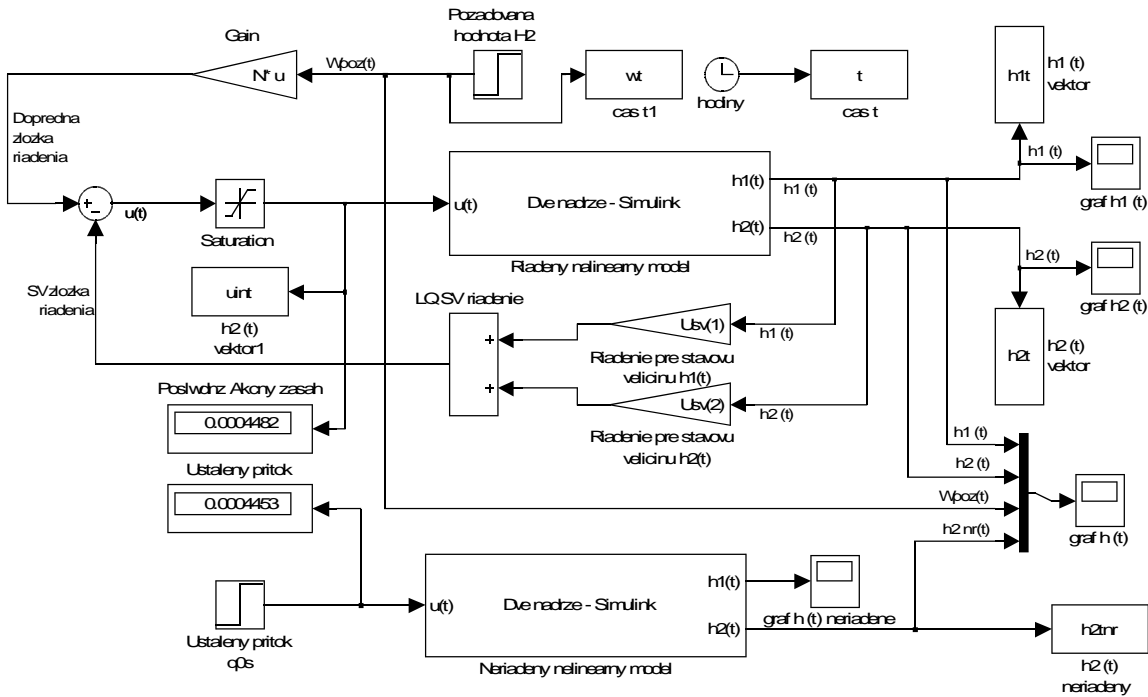 Gain
Pozadovana
hodnota H2
N* u
Wpoz(t)
wt
cas t1
hodiny
t
cas t
h1t
h1 (t)
vektor
Dopredna
zlozka
riadenia
h1 (t)
graf h1 (t)
u(t)
Saturation
u(t)
Dve nadrze - Simulink
h1(t)
h2(t)
h1 (t)
h2 (t)
Riadeny nelinearny model
h2 (t)
graf h2 (t)
SV zlozka
riadenia
uint
h2 (t)
vektor1
LQ SV riadenie
+
+
Usv(1)
h1 (t)
Riadenie pre stavovu
velicinu h1(t)
h2t
h2 (t)
vektor
Poslwdnz Akcny zasah
0.0004482
Usv(2)
h2 (t)
Riadenie pre stavovu
velicinu h2(t)
Ustaleny pritok
0.0004453
h1 (t)
h2 (t)
Wpoz(t)
h2 nr(t)
graf h (t)
Ustaleny pritok
q0s
u(t)
Dve nadrze - Simulink
h1(t)
h2(t)
Neriadeny nelinearny model
graf h (t) neriadene
h2tnr
h2 (t)
neriadeny